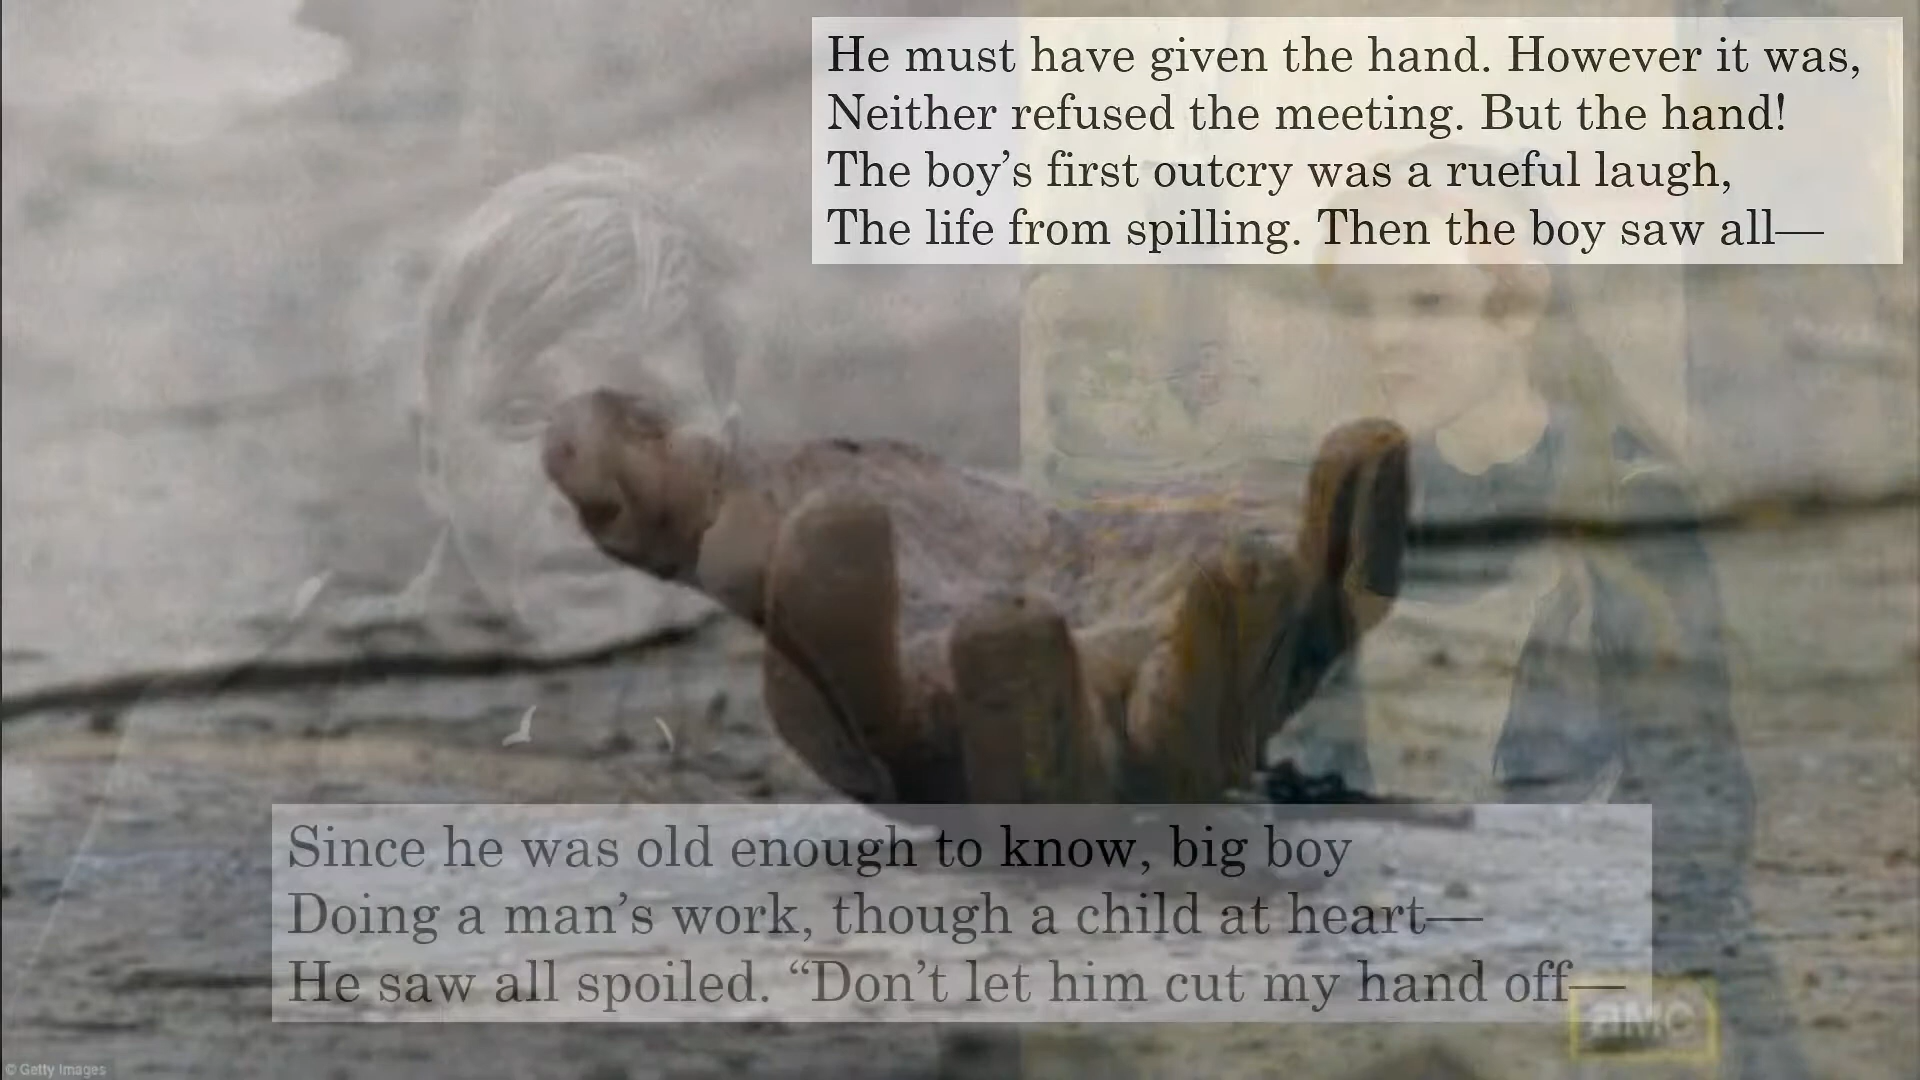 He must have given the hand. However it was,
Neither refused the meeting. But the hand!
The boy’s first outcry was a rueful laugh,
The life from spilling. Then the boy saw all—
Since he was old enough to know, big boy
Doing a man’s work, though a child at heart—
He saw all spoiled. “Don’t let him cut my hand off—
aMC
© Getty Images